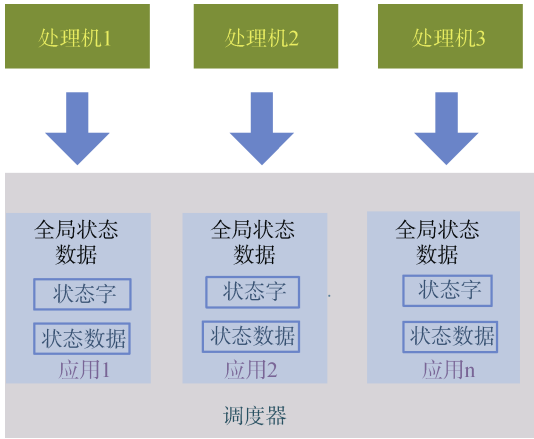 处理机1
处理机2
处理机3
全局状态
数据
状态字
状态数据
应用1
全局状态
数据
状态字
状态数据
应用2
全局状态
数据
状态字
状态数据
应用n
调度器